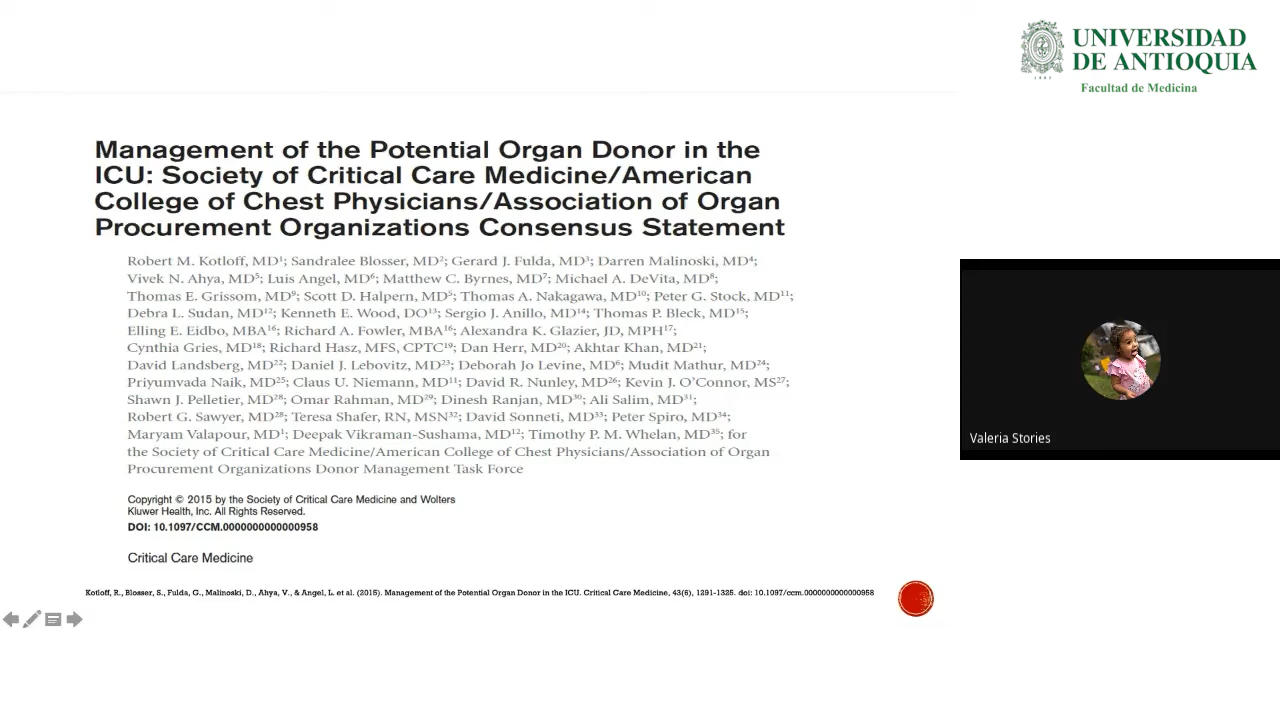 UNIVERSIDAD
DE ANTIOQUIA
1803
Facultad de Medicina
Management of the Potential Organ Donor in the
ICU: Society of Critical Care Medicine/American
College of Chest Physicians/Association of Organ
Procurement Organizations Consensus Statement
Robert M. Kotloff, MD¹; Sandralee Blosser, MD²; Gerard J. Fulda, MD³; Darren Malinoski, MD⁴;
Vivek N. Ahya, MD⁵; Luis Angel, MD⁶; Matthew C. Byrnes, MD⁷; Michael A. DeVita, MD⁸;
Thomas E. Grissom, MD⁹; Scott D. Halpern, MD⁵; Thomas A. Nakagawa, MD¹⁰; Peter G. Stock, MD¹¹;
Debra L. Sudan, MD¹²; Kenneth E. Wood, DO¹³; Sergio J. Anillo, MD¹⁴; Thomas P. Bleck, MD¹⁵;
Elling E. Eidbo, MBA¹⁶; Richard A. Fowler, MBA¹⁶; Alexandra K. Glazier, JD, MPH¹⁷;
Cynthia Gries, MD¹⁸; Richard Hasz, MFS, CPTC¹⁹; Dan Herr, MD²⁰; Akhtar Khan, MD²¹;
David Landsberg, MD²²; Daniel J. Lebovitz, MD²³; Deborah Jo Levine, MD⁶; Mudit Mathur, MD²⁴;
Priyumvada Naik, MD²⁵; Claus U. Niemann, MD¹¹; David R. Nunley, MD²⁶; Kevin J. O’Connor, MS²⁷;
Shawn J. Pelletier, MD²⁸; Omar Rahman, MD²⁹; Dinesh Ranjan, MD³⁰; Ali Salim, MD³¹;
Robert G. Sawyer, MD²⁸; Teresa Shafer, RN, MSN³²; David Sonneti, MD³³; Peter Spiro, MD³⁴;
Maryam Valapour, MD¹; Deepak Vikraman-Sushama, MD¹²; Timothy P. M. Whelan, MD³⁵; for
the Society of Critical Care Medicine/American College of Chest Physicians/Association of Organ
Procurement Organizations Donor Management Task Force
Copyright © 2015 by the Society of Critical Care Medicine and Wolters
Kluwer Health, Inc. All Rights Reserved.
DOI: 10.1097/CCM.0000000000000958
Critical Care Medicine
Kotloff, R., Blosser, S., Fulda, G., Malinoski, D., Ahya, V., & Angel, L. et al. (2015). Management of the Potential Organ Donor in the ICU. Critical Care Medicine, 43(6), 1291-1325. doi: 10.1097/ccm.0000000000000958
Valeria Stories